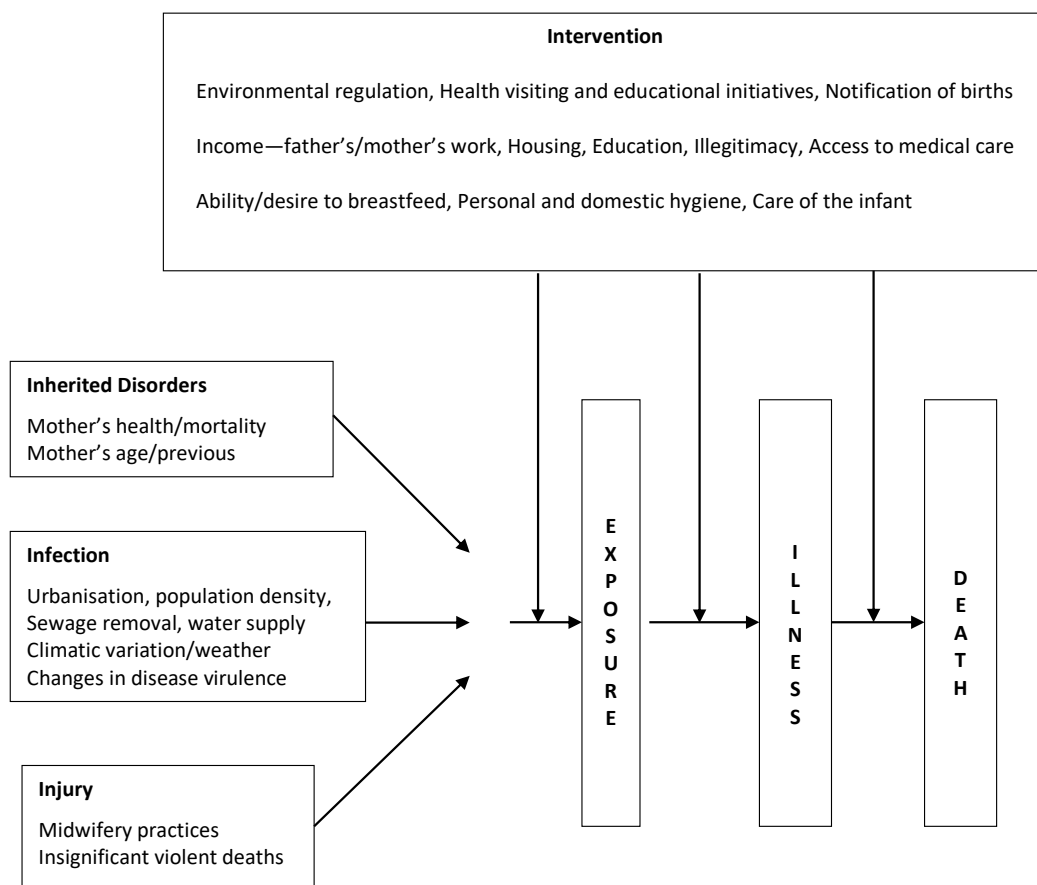 Intervention
Environmental regulation, Health visiting and educational initiatives, Notification of births
Income—father’s/mother’s work, Housing, Education, Illegitimacy, Access to medical care
Ability/desire to breastfeed, Personal and domestic hygiene, Care of the infant
Inherited Disorders
Mother’s health/mortality
Mother’s age/previous
Infection
Urbanisation, population density,
Sewage removal, water supply
Climatic variation/weather
Changes in disease virulence
Injury
Midwifery practices
Insignificant violent deaths
EXPOSURE
ILLNESS
DEATH